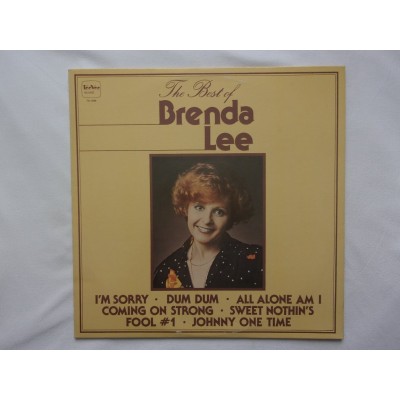 The Best of
Brenda
Lee
I'M SORRY · DUM DUM · ALL ALONE AM I
COMING ON STRONG · SWEET NOTHIN'S
FOOL #1 · JOHNNY ONE TIME